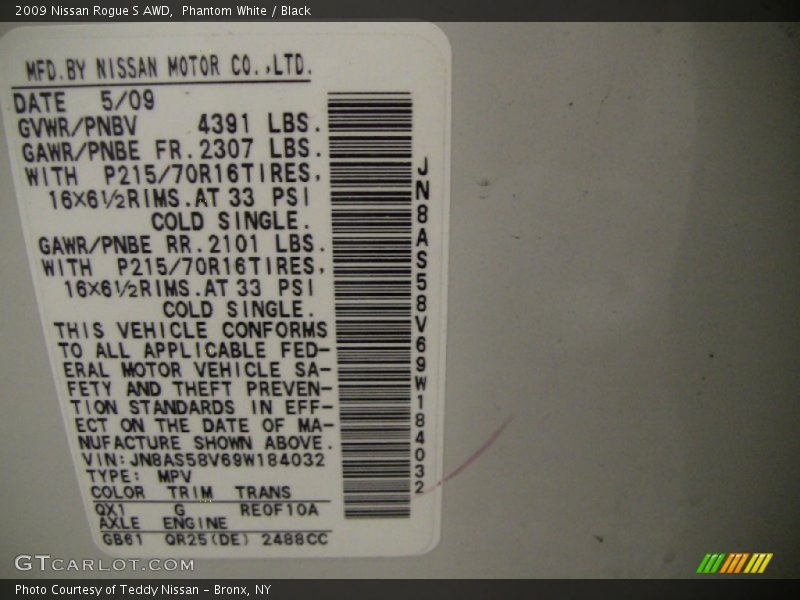 2009 Nissan Rogue S AWD,  Phantom White / Black
MFD.BY NISSAN MOTOR CO.,LTD.
DATE 5/09
GVWR/PNBV 4391 LBS.
GAWR/PNBE FR.2307 LBS.
WITH P215/70R16TIRES,
16X6½RIMS.AT 33 PSI
COLD SINGLE.
GAWR/PNBE RR.2101 LBS.
WITH P215/70R16TIRES,
16X6½RIMS.AT 33 PSI
COLD SINGLE.
THIS VEHICLE CONFORMS
TO ALL APPLICABLE FED-
ERAL MOTOR VEHICLE SA-
FETY AND THEFT PREVEN-
TION STANDARDS IN EFF-
ECT ON THE DATE OF MA-
NUFACTURE SHOWN ABOVE.
VIN:JN8AS58V69W184032
TYPE: MPV
COLOR TRIM TRANS
QX1 G RE0F10A
AXLE ENGINE
GB61 QR25(DE) 2488CC
JN8AS58V69W184032
GTCARLOT.COM
Photo Courtesy of Teddy Nissan – Bronx, NY